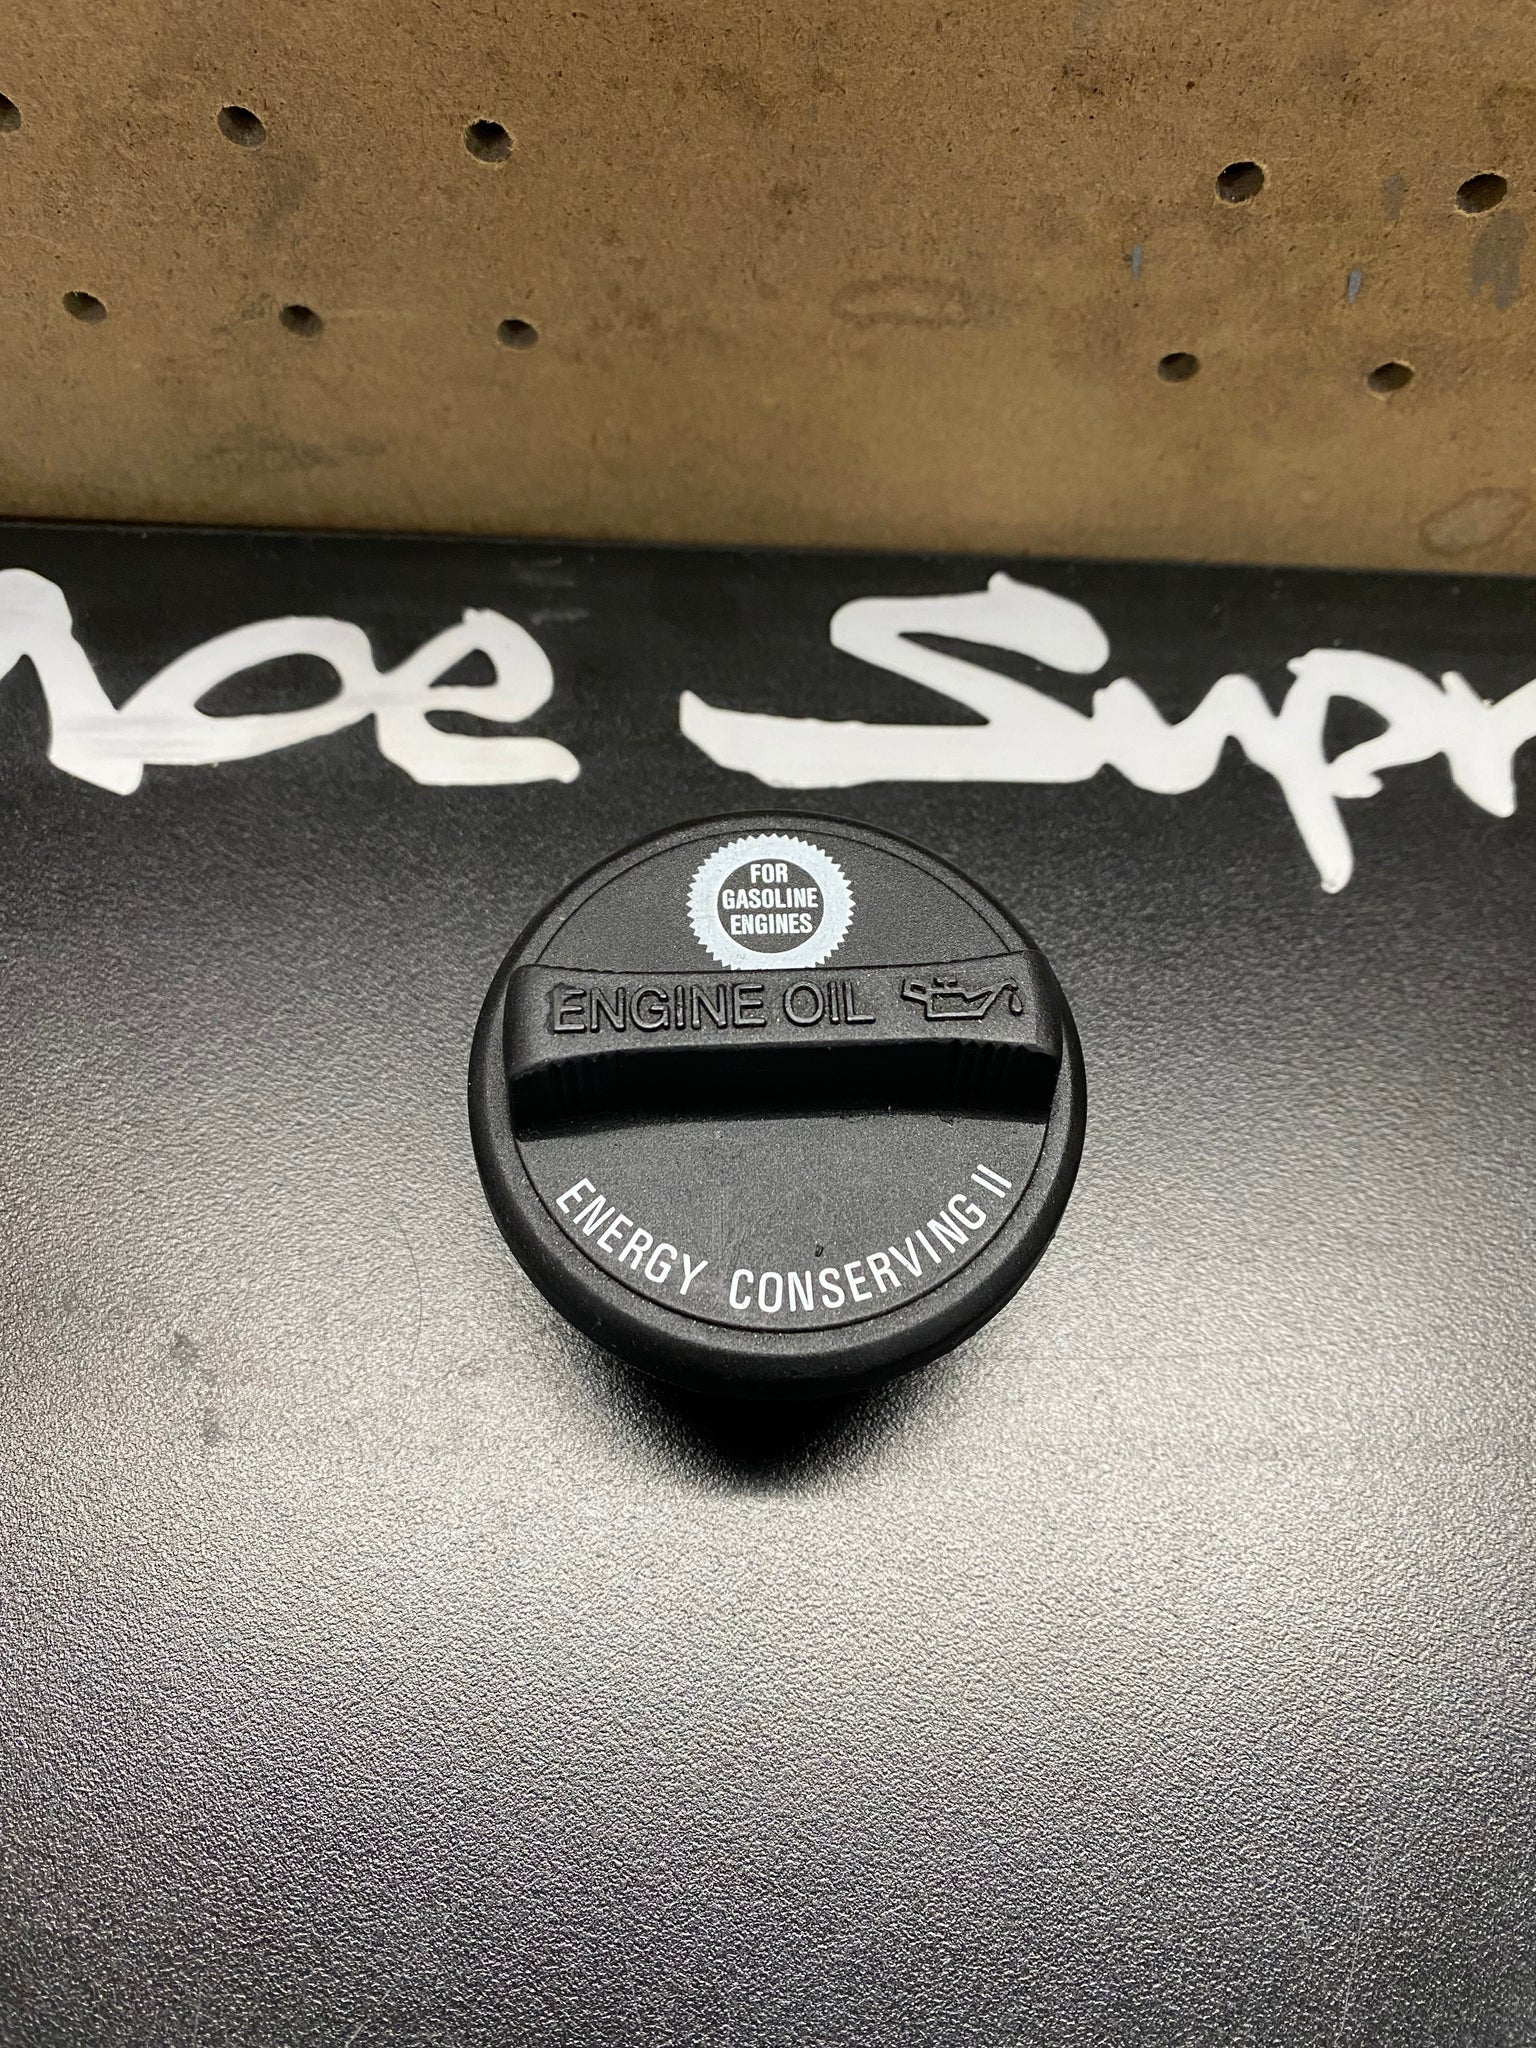 FOR
GASOLINE
ENGINES
ENGINE OIL
ENERGY CONSERVING II